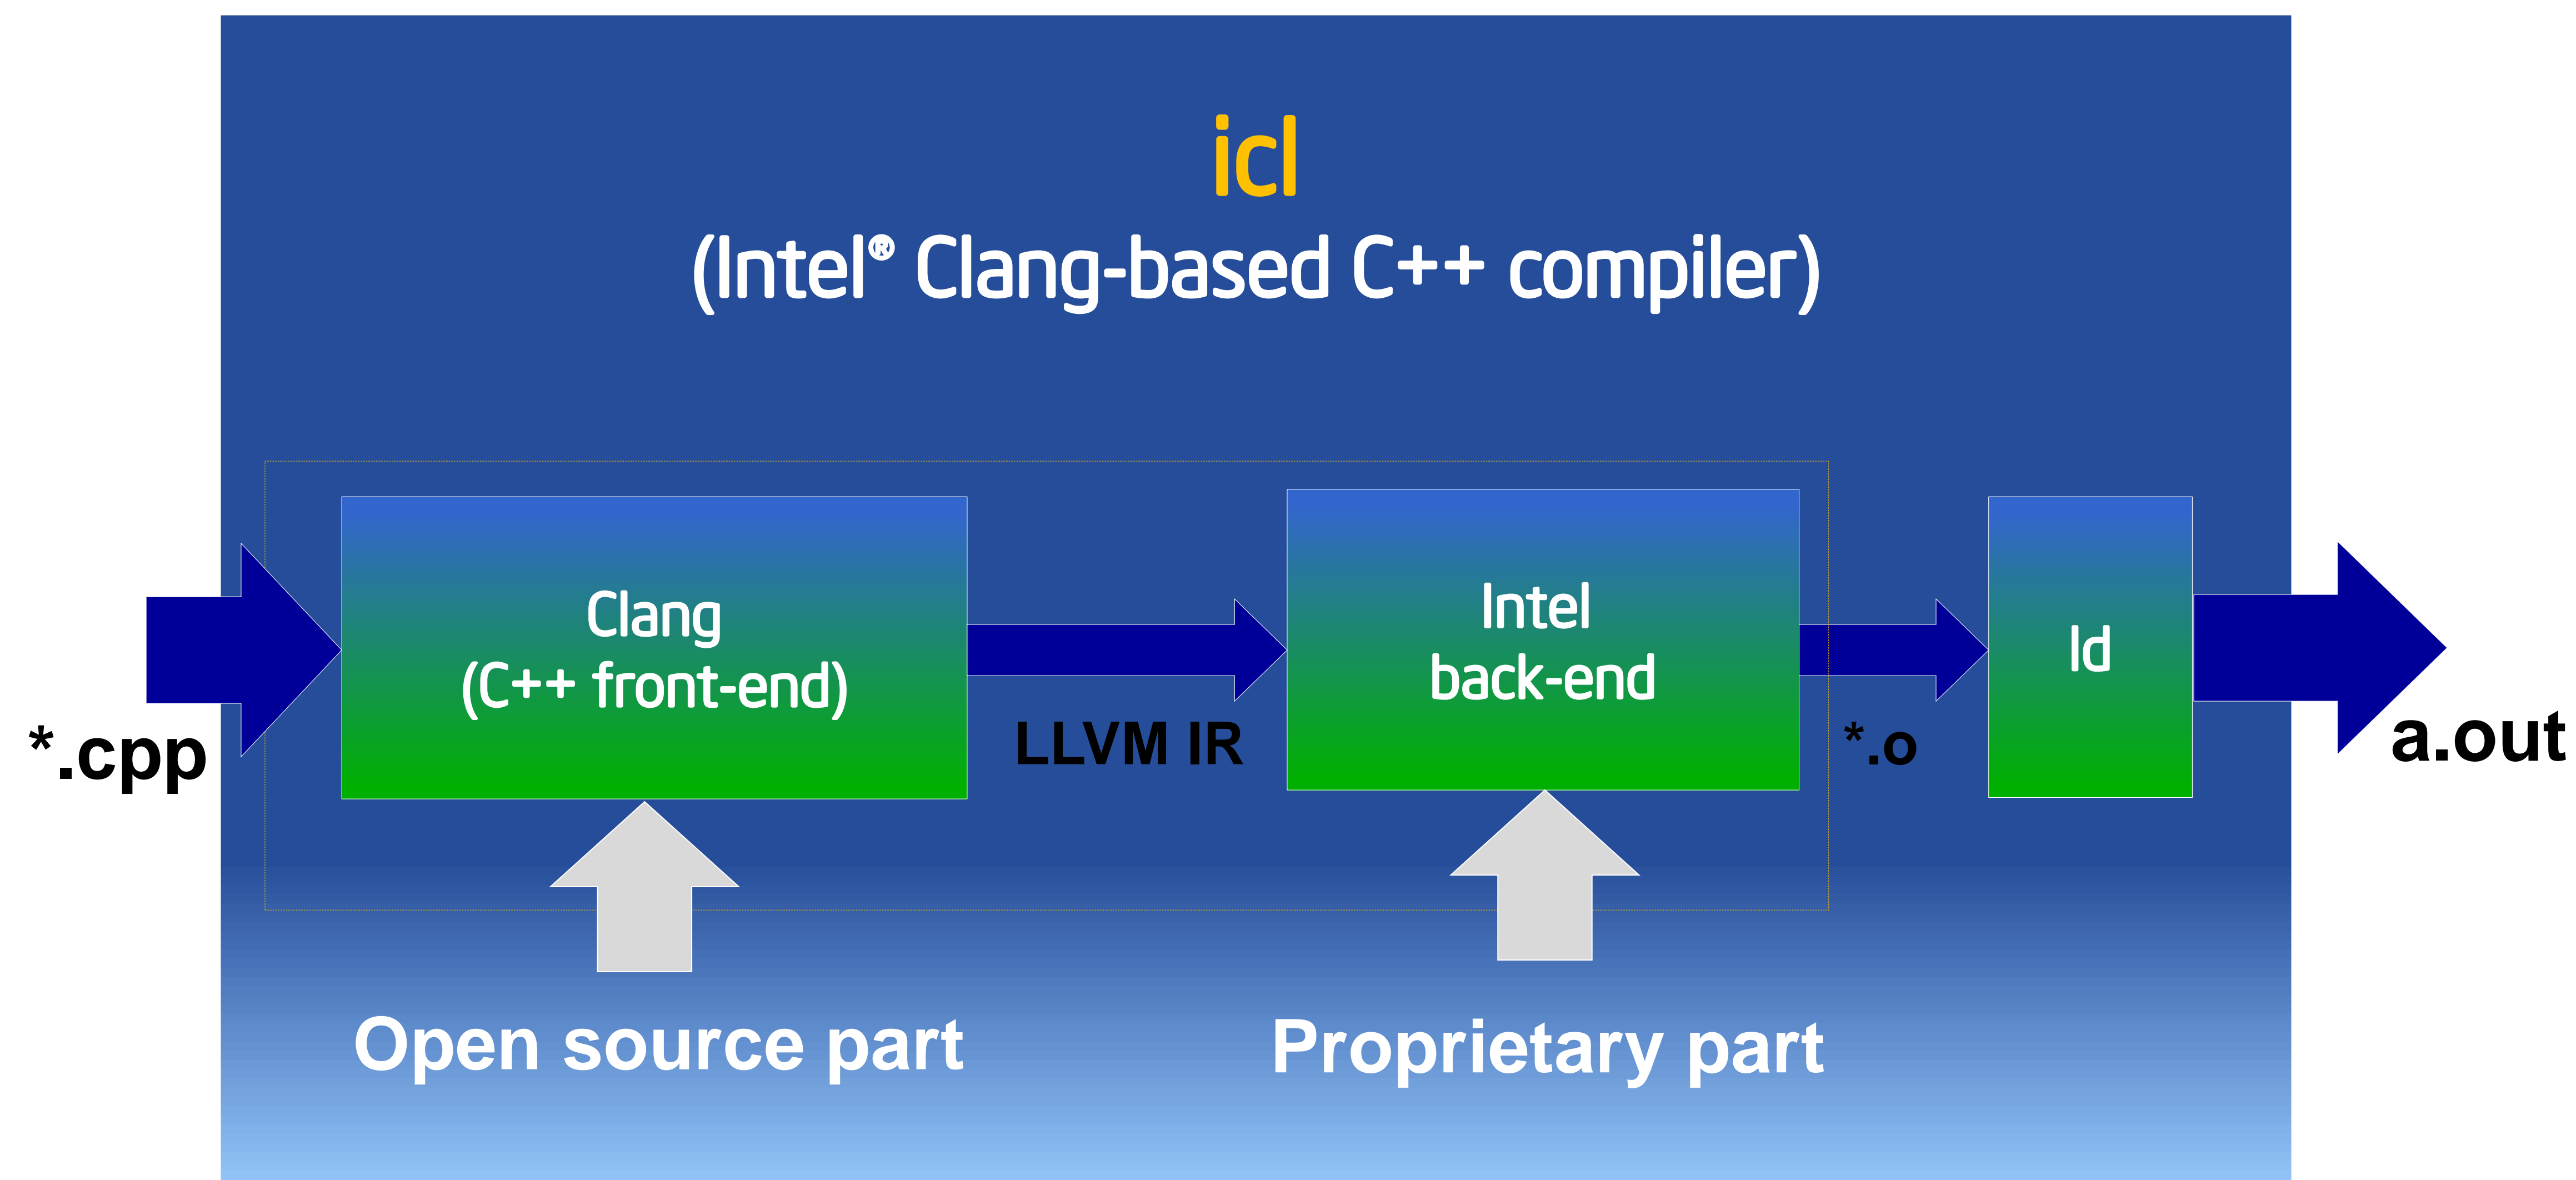 icl
(Intel® Clang-based C++ compiler)
Clang
(C++ front-end)
Intel
back-end
ld
*.cpp
LLVM IR
*.o
a.out
Open source part
Proprietary part